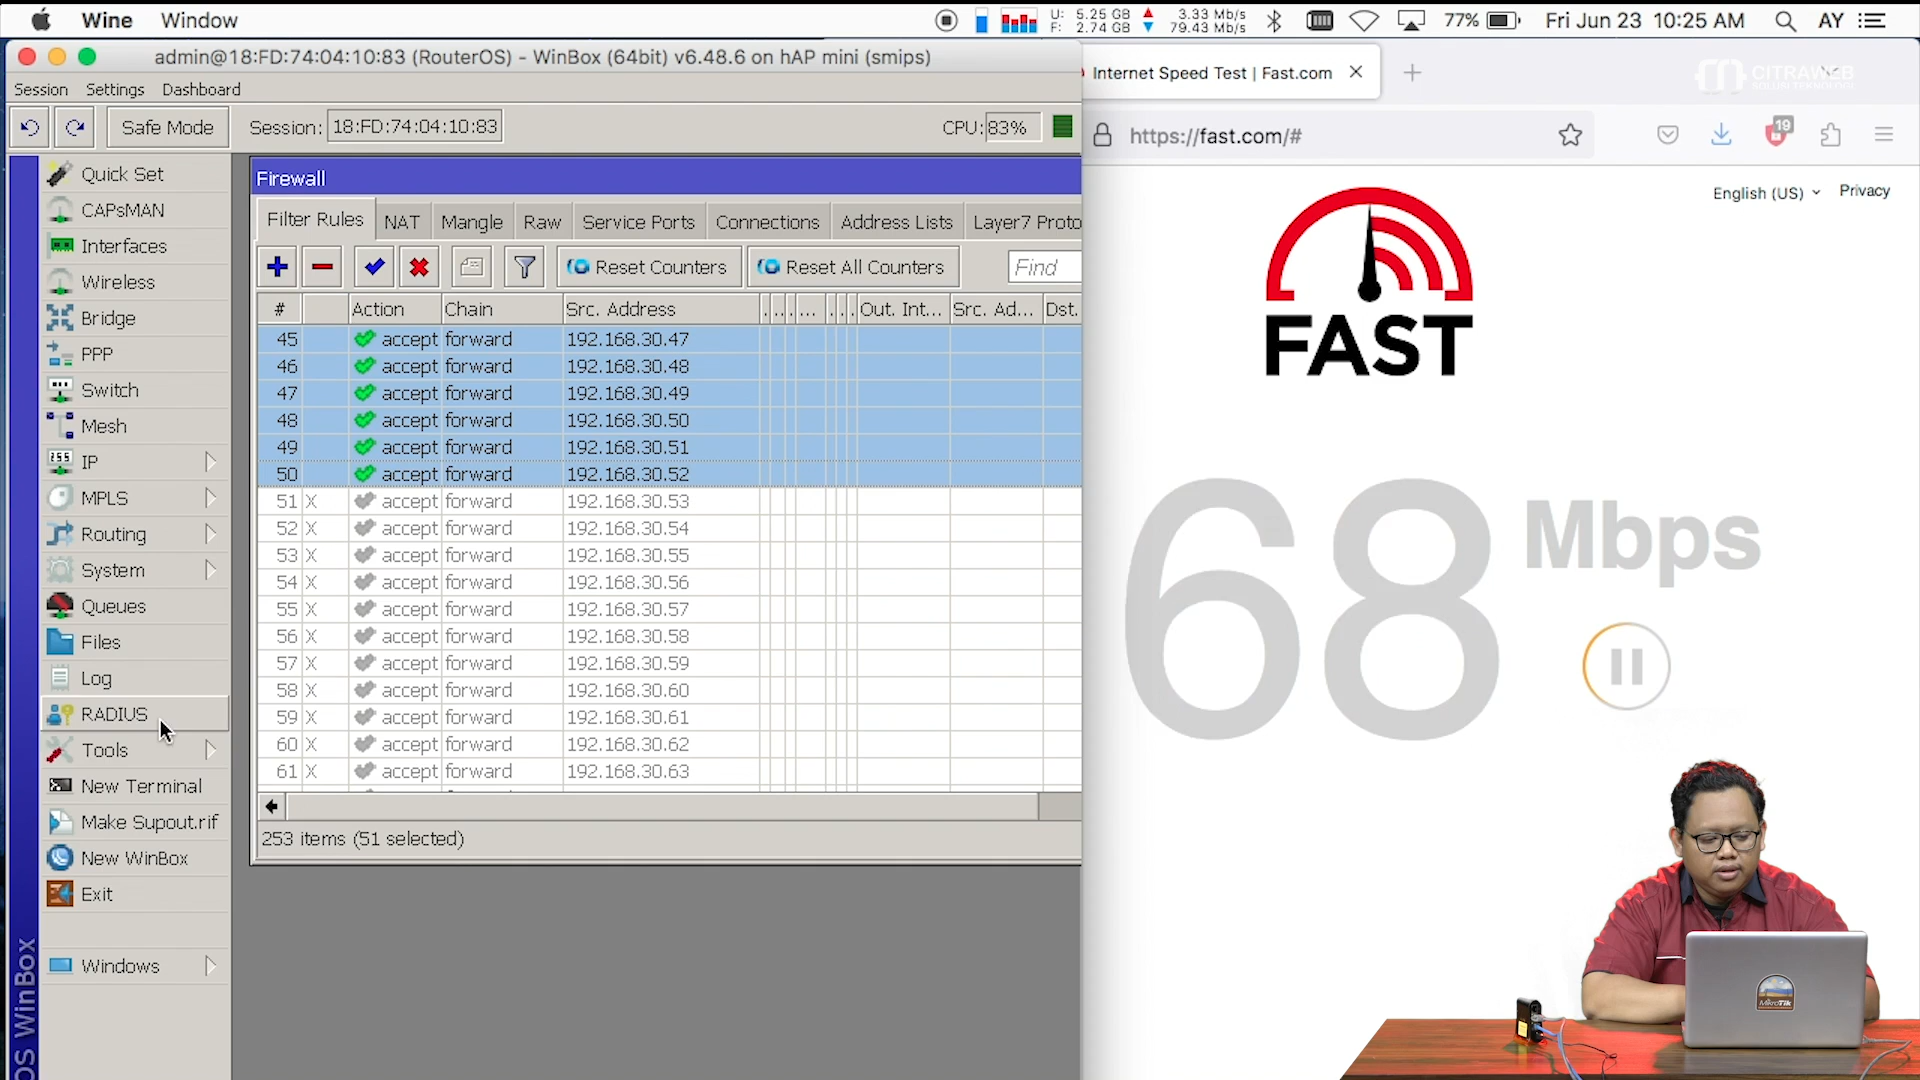 Wine Window
U: 5.25 GB 3.33 Mb/s
F: 2.74 GB 79.43 Mb/s
77% Fri Jun 23 10:25 AM AY
admin@18:FD:74:04:10:83 (RouterOS) - WinBox (64bit) v6.48.6 on hAP mini (smips)
Session Settings Dashboard
Safe Mode Session: 18:FD:74:04:10:83 CPU: 83%
Quick Set
CAPsMAN
Interfaces
Wireless
Bridge
PPP
Switch
Mesh
255 IP
MPLS
Routing
System
Queues
Files
Log
RADIUS
Tools
New Terminal
Make Supout.rif
New WinBox
Exit
Windows
OS WinBox
Firewall
Filter Rules NAT Mangle Raw Service Ports Connections Address Lists Layer7 Proto
Reset Counters Reset All Counters Find
# Action Chain Src. Address . ... . . ... . . . Out. Int... Src. Ad... Dst.
45 accept forward 192.168.30.47
46 accept forward 192.168.30.48
47 accept forward 192.168.30.49
48 accept forward 192.168.30.50
49 accept forward 192.168.30.51
50 accept forward 192.168.30.52
51 X accept forward 192.168.30.53
52 X accept forward 192.168.30.54
53 X accept forward 192.168.30.55
54 X accept forward 192.168.30.56
55 X accept forward 192.168.30.57
56 X accept forward 192.168.30.58
57 X accept forward 192.168.30.59
58 X accept forward 192.168.30.60
59 X accept forward 192.168.30.61
60 X accept forward 192.168.30.62
61 X accept forward 192.168.30.63
253 items (51 selected)
Internet Speed Test | Fast.com
CITRAWEB
SOLUSI TEKNOLOGI
https://fast.com/#
19
English (US) Privacy
FAST
68 Mbps
MikroTik